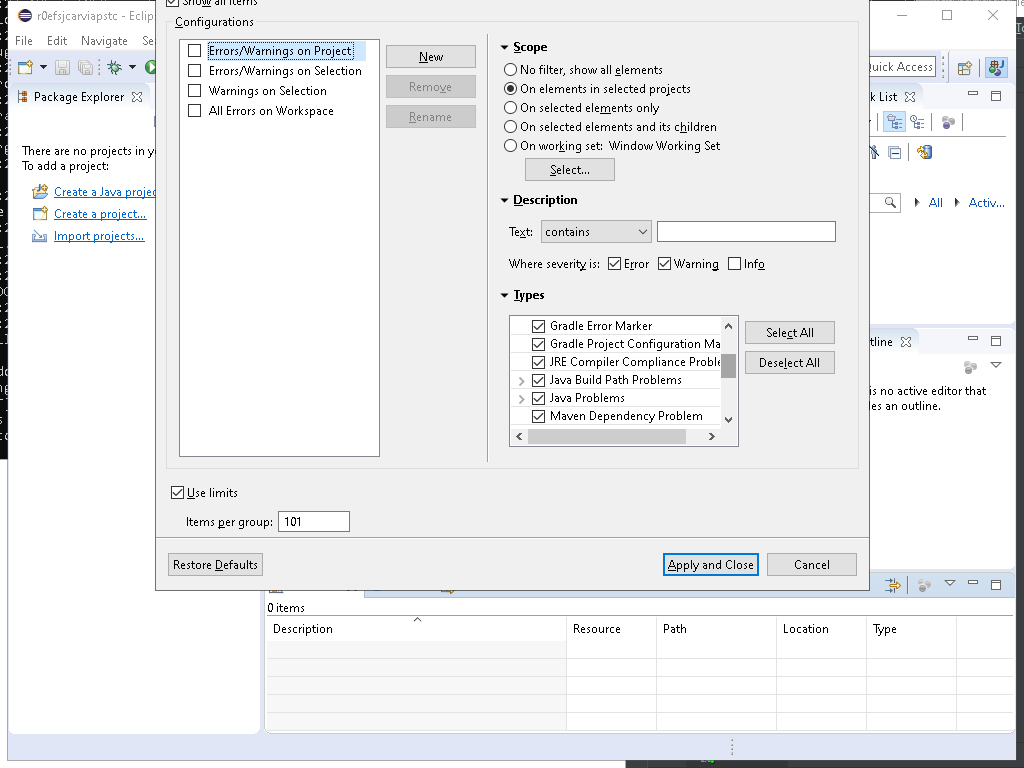 r0efsjcarviapstc - Eclip
File Edit Navigate Se
Package Explorer
There are no projects in y
To add a project:
Create a Java projec
Create a project...
Import projects...
Show all items
Configurations
Errors/Warnings on Project
Errors/Warnings on Selection
Warnings on Selection
All Errors on Workspace
New
Remove
Rename
Scope
No filter, show all elements
On elements in selected projects
On selected elements only
On selected elements and its children
On working set: Window Working Set
Select...
Description
Text: contains
Where severity is: Error Warning Info
Types
Gradle Error Marker
Gradle Project Configuration Ma
JRE Compiler Compliance Proble
Java Build Path Problems
Java Problems
Maven Dependency Problem
Select All
Deselect All
Use limits
Items per group: 101
Restore Defaults
Apply and Close
Cancel
Quick Access
k List
All Activ...
tline
is no active editor that
es an outline.
0 items
Description Resource Path Location Type